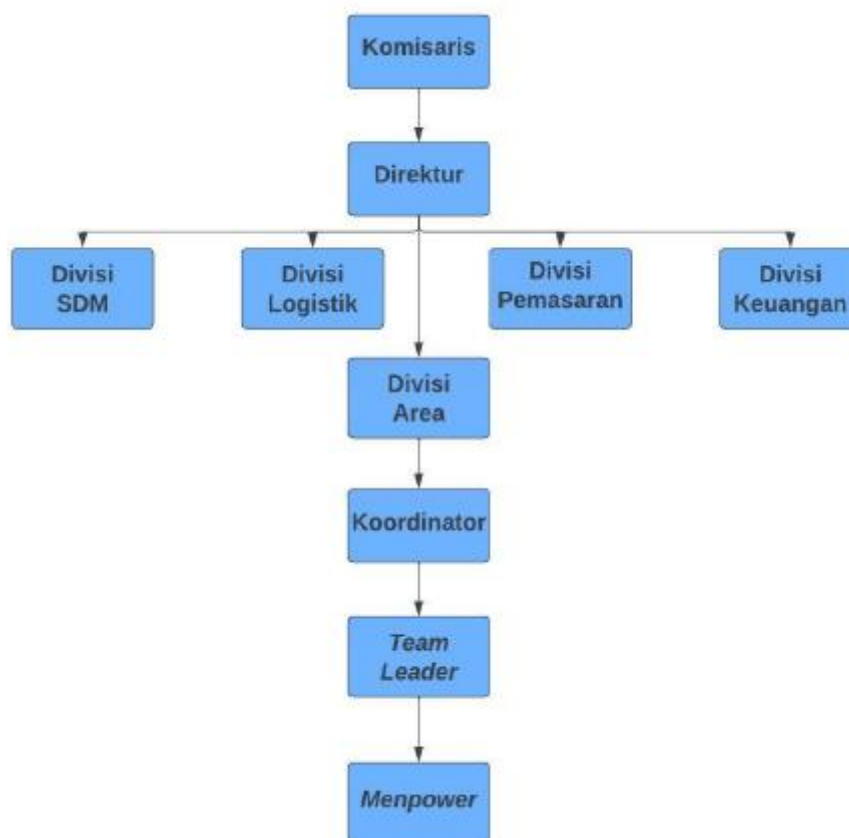 Komisaris
Direktur
Divisi
SDM
Divisi
Logistik
Divisi
Pemasaran
Divisi
Keuangan
Divisi
Area
Koordinator
Team
Leader
Menpower